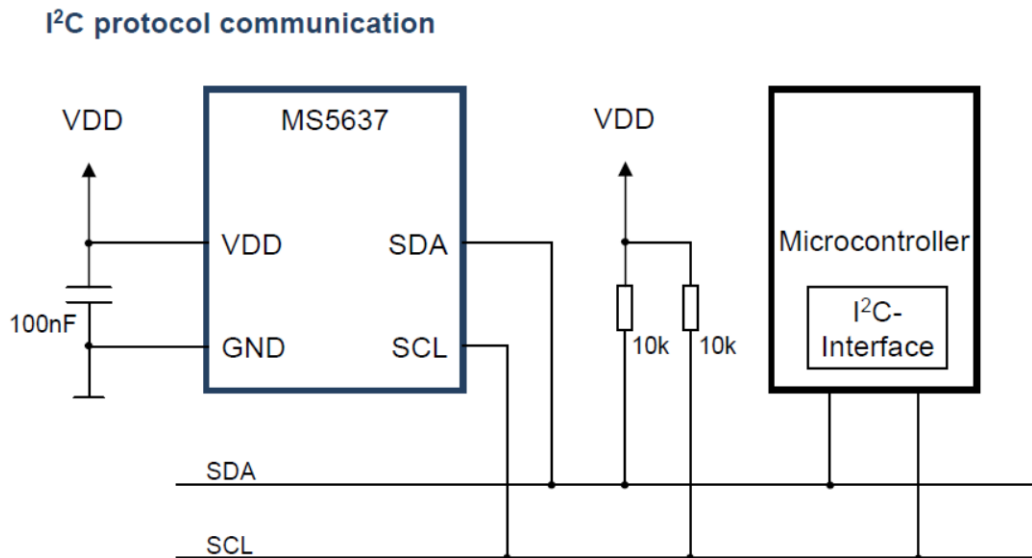 I²C protocol communication
VDD
MS5637
VDD
VDD
SDA
Microcontroller
100nF
GND
SCL
10k
10k
I²C-
Interface
SDA
SCL